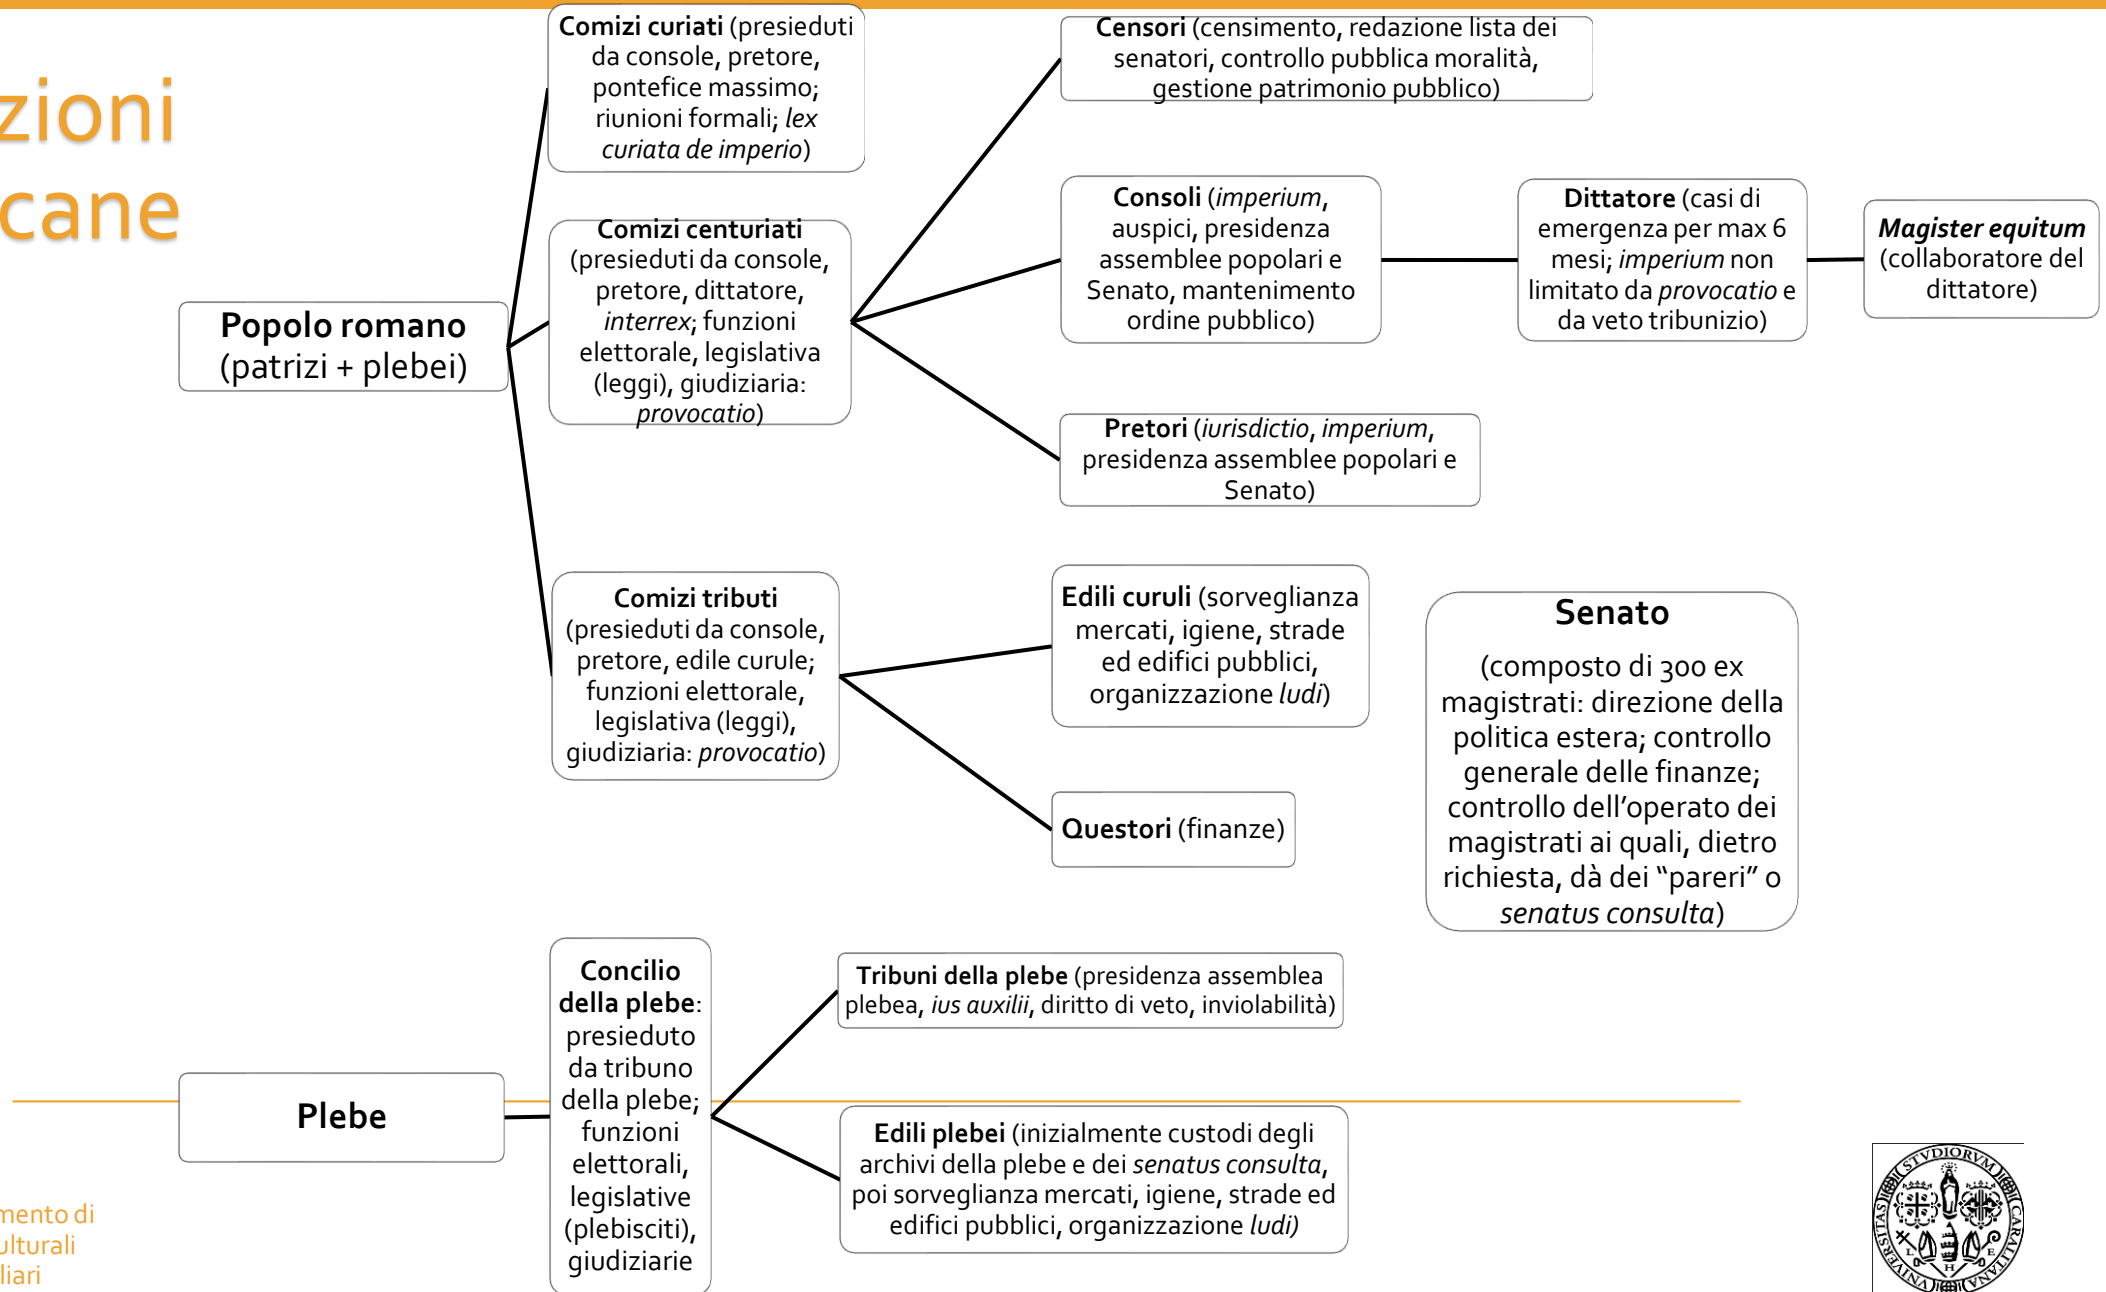 zioni
cane
Popolo romano
(patrizi + plebei)
Comizi curiati (presieduti
da console, pretore,
pontefice massimo;
riunioni formali; lex
curiata de imperio)
Comizi centuriati
(presieduti da console,
pretore, dittatore,
interrex; funzioni
elettorale, legislativa
(leggi), giudiziaria:
provocatio)
Comizi tributi
(presieduti da console,
pretore, edile curule;
funzioni elettorale,
legislativa (leggi),
giudiziaria: provocatio)
Censori (censimento, redazione lista dei
senatori, controllo pubblica moralità,
gestione patrimonio pubblico)
Consoli (imperium,
auspici, presidenza
assemblee popolari e
Senato, mantenimento
ordine pubblico)
Dittatore (casi di
emergenza per max 6
mesi; imperium non
limitato da provocatio e
da veto tribunizio)
Magister equitum
(collaboratore del
dittatore)
Pretori (iurisdictio, imperium,
presidenza assemblee popolari e
Senato)
Edili curuli (sorveglianza
mercati, igiene, strade
ed edifici pubblici,
organizzazione ludi)
Questori (finanze)
Senato
(composto di 300 ex
magistrati: direzione della
politica estera; controllo
generale delle finanze;
controllo dell’operato dei
magistrati ai quali, dietro
richiesta, dà dei “pareri” o
senatus consulta)
Plebe
Concilio
della plebe:
presieduto
da tribuno
della plebe;
funzioni
elettorali,
legislative
(plebisciti),
giudiziarie
Tribuni della plebe (presidenza assemblea
plebea, ius auxilii, diritto di veto, inviolabilità)
Edili plebei (inizialmente custodi degli
archivi della plebe e dei senatus consulta,
poi sorveglianza mercati, igiene, strade ed
edifici pubblici, organizzazione ludi)
mento di
ulturali
liari
VNIVERSITAS STVDIORVM CARALITANA
L E
H